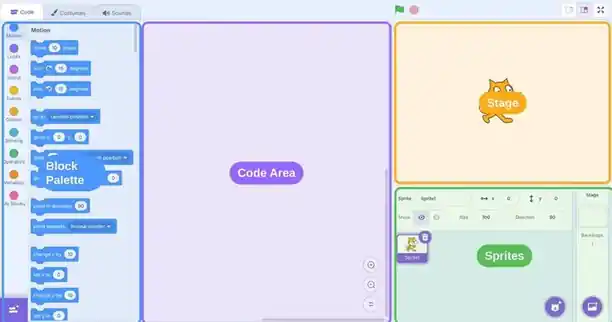 Code
Costumes
Sounds
Motion
Motion
Looks
Sound
Events
Control
Sensing
Operators
Variables
My Blocks
move 10 steps
turn 15 degrees
turn 15 degrees
go to random position
go to x: 0 y: 0
0
point in direction 90
point towards mouse-pointer
change x by 10
set x to 0
change y by 10
set y to 0
Block
Palette
Code Area
Stage
Sprite Sprite1 x 0 y 0
Show Size 100 Direction 90
Sprite1
Sprites
Stage
Backdrops
1